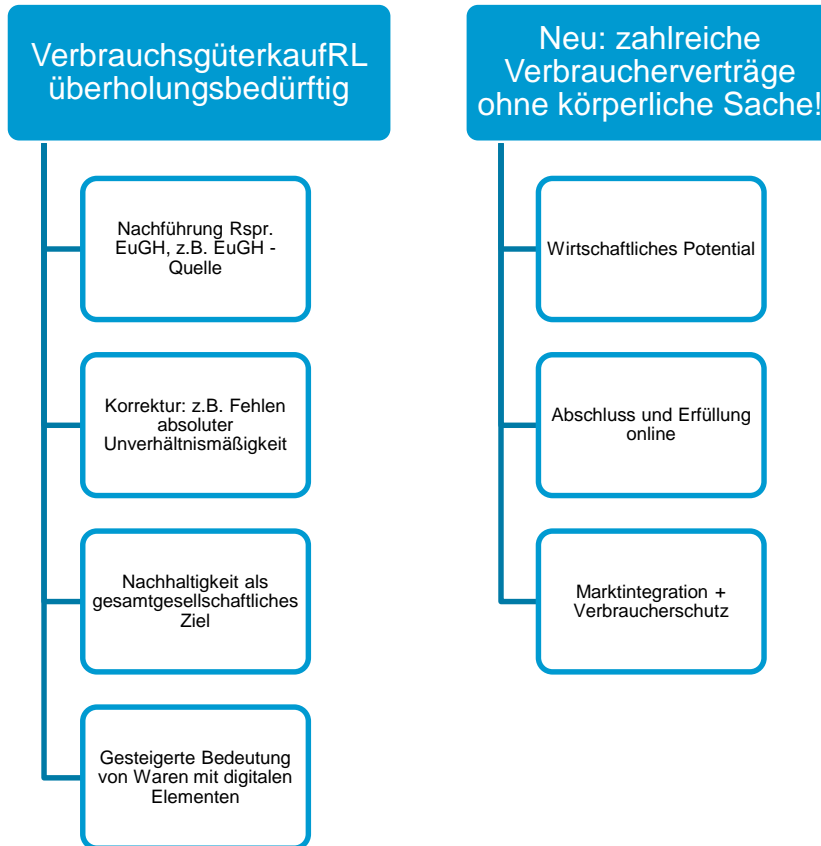 VerbrauchsgüterkaufRL
überholungsbedürftig
Nachführung Rspr.
EuGH, z.B. EuGH -
Quelle
Korrektur: z.B. Fehlen
absoluter
Unverhältnismäßigkeit
Nachhaltigkeit als
gesamtgesellschaftliches
Ziel
Gesteigerte Bedeutung
von Waren mit digitalen
Elementen
Neu: zahlreiche
Verbraucherverträge
ohne körperliche Sache!
Wirtschaftliches Potential
Abschluss und Erfüllung
online
Marktintegration +
Verbraucherschutz